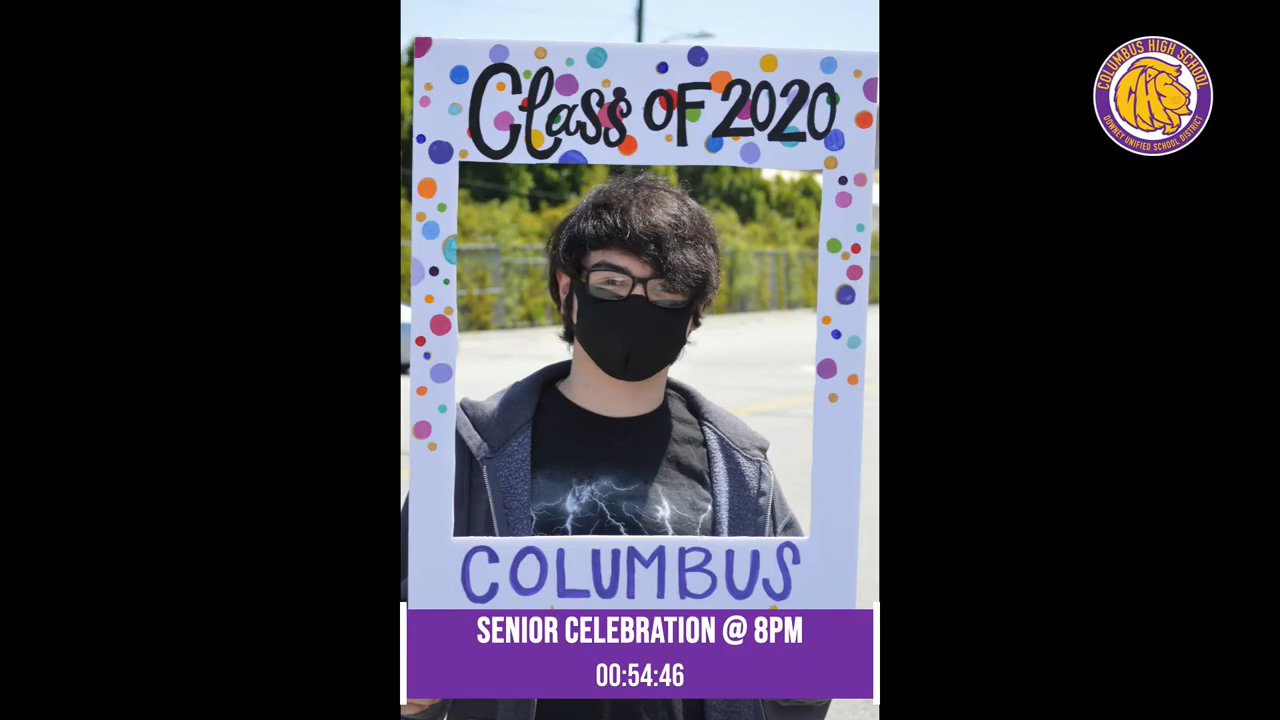 Class of 2020
COLUMBUS HIGH SCHOOL
CHS
DOWNEY UNIFIED SCHOOL DISTRICT
COLUMBUS
SENIOR CELEBRATION @ 8PM
00:54:46